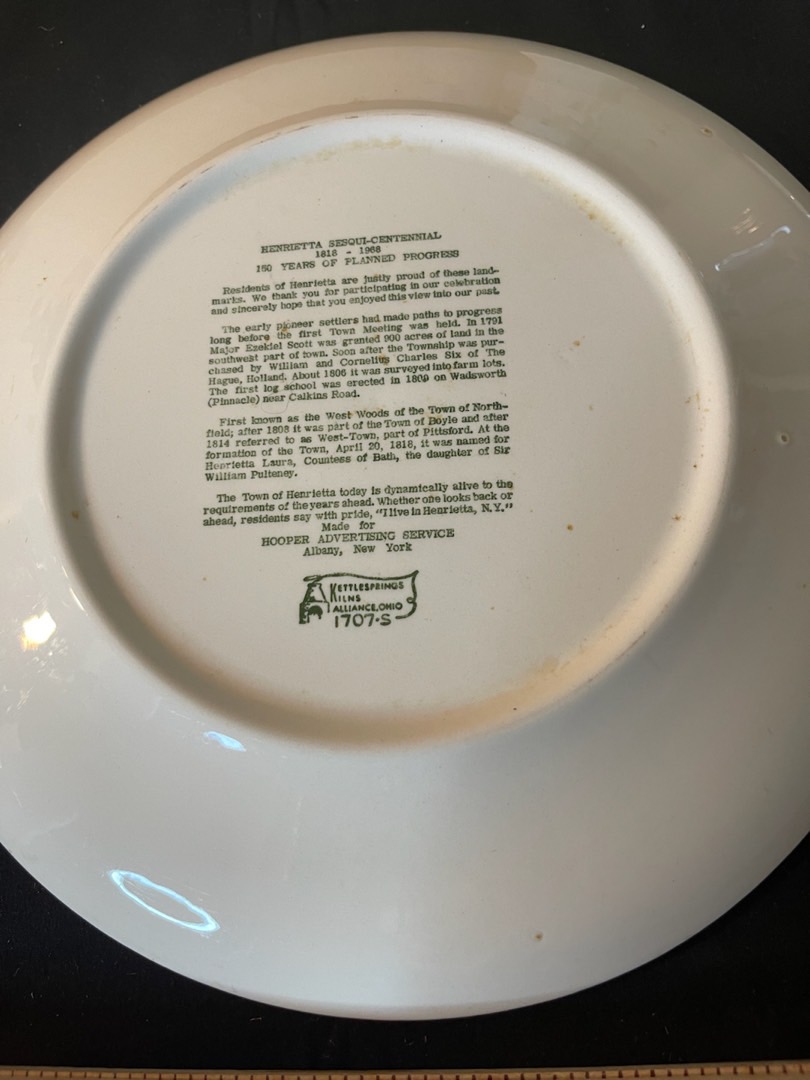 HENRIETTA SESQUI-CENTENNIAL
1818 - 1968
150 YEARS OF PLANNED PROGRESS
Residents of Henrietta are justly proud of these land-
marks. We thank you for participating in our celebration
and sincerely hope that you enjoyed this view into our past.
The early pioneer settlers had made paths to progress
long before the first Town Meeting was held. In 1791
Major Ezekiel Scott was granted 900 acres of land in the
southwest part of town. Soon after the Township was pur-
chased by William and Cornelius Charles Six of The
Hague, Holland. About 1806 it was surveyed into farm lots.
The first log school was erected in 1809 on Wadsworth
(Pinnacle) near Calkins Road.
First known as the West Woods of the Town of North-
field; after 1808 it was part of the Town of Boyle and after
1814 referred to as West-Town, part of Pittsford. At the
formation of the Town, April 20, 1818, it was named for
Henrietta Laura, Countess of Bath, the daughter of Sir
William Pulteney.
The Town of Henrietta today is dynamically alive to the
requirements of the years ahead. Whether one looks back or
ahead, residents say with pride, "I live in Henrietta, N.Y."
Made for
HOOPER ADVERTISING SERVICE
Albany, New York
KETTLESPRINGS
KILNS
ALLIANCE, OHIO
1707-S